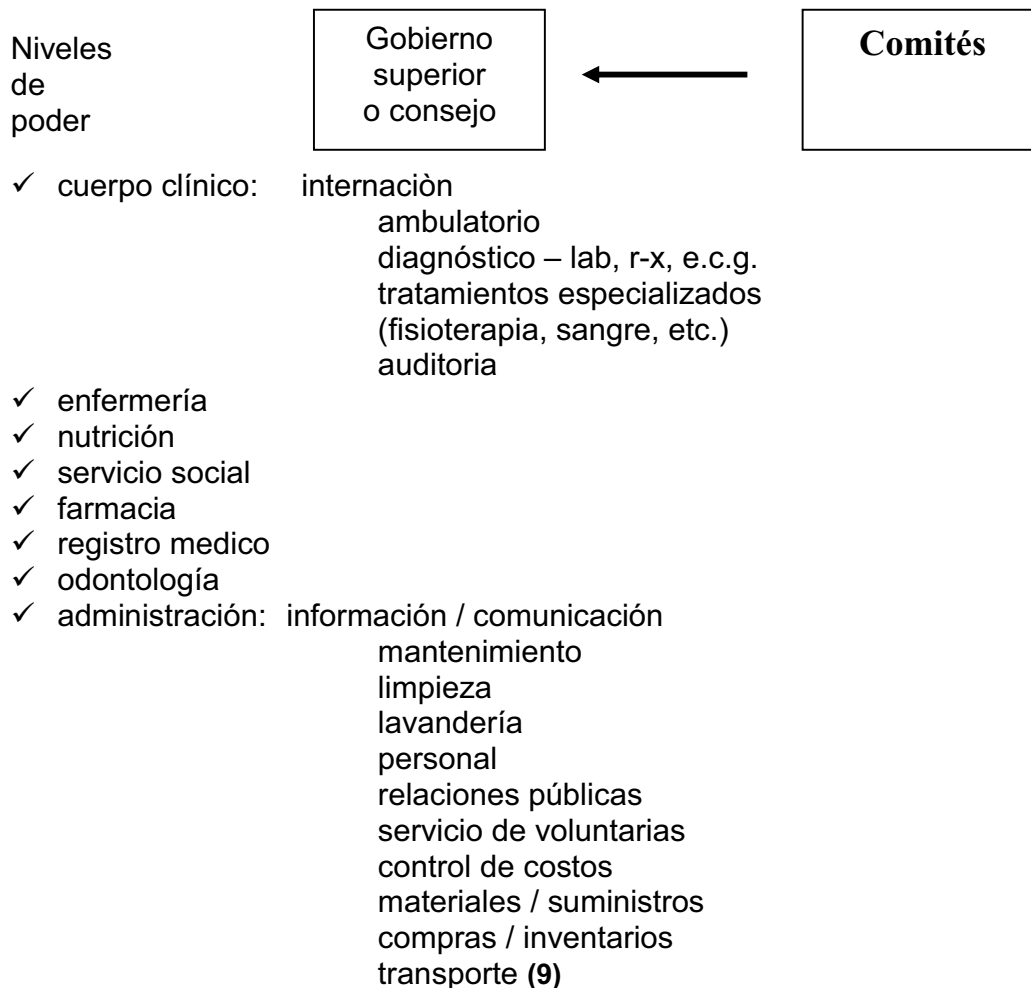 Niveles
de
poder
Gobierno
superior
o consejo
Comités
✓ cuerpo clínico: internaciòn
ambulatorio
diagnóstico – lab, r-x, e.c.g.
tratamientos especializados
(fisioterapia, sangre, etc.)
auditoria
✓ enfermería
✓ nutrición
✓ servicio social
✓ farmacia
✓ registro medico
✓ odontología
✓ administración: información / comunicación
mantenimiento
limpieza
lavandería
personal
relaciones públicas
servicio de voluntarias
control de costos
materiales / suministros
compras / inventarios
transporte (9)